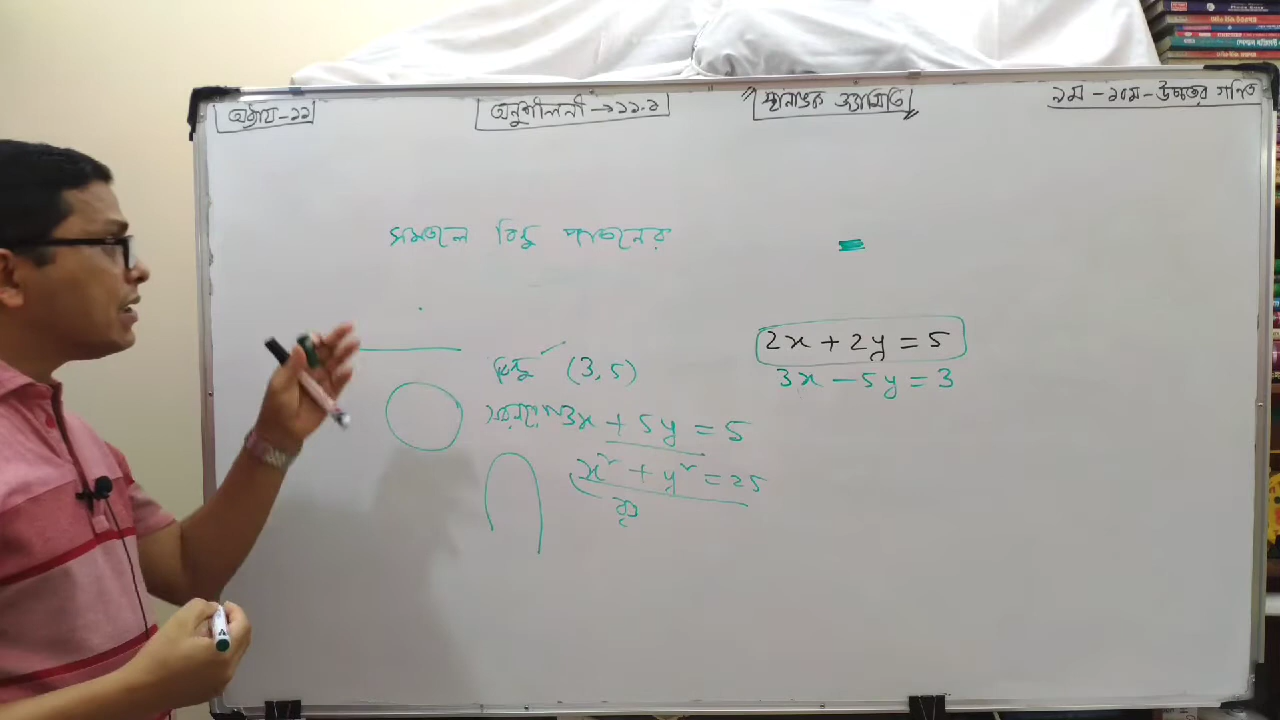 অধ্যায় - ১১
অনুশীলনী → ১১.১
"স্থানাঙ্ক জ্যামিতি"
৯ম - ১০ম - উচ্চতর গণিত
সমতলে বিন্দু পাতনের
বিন্দু (3, 5)
সরলরেখা 3x + 5y = 5
x² + y² = 25
বৃত্ত
2x + 2y = 5
3x - 5y = 3